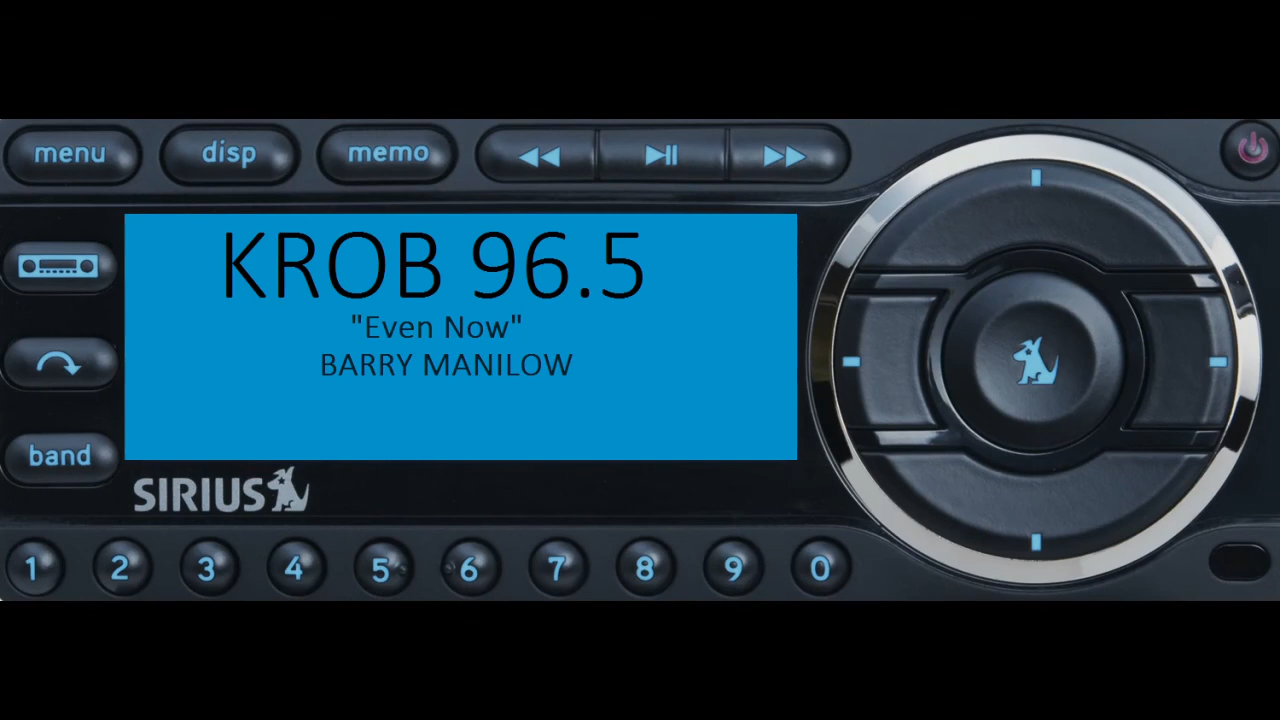 menu disp memo
KROB 96.5
"Even Now"
BARRY MANILOW
band
SIRIUS
1 2 3 4 5 6 7 8 9 0